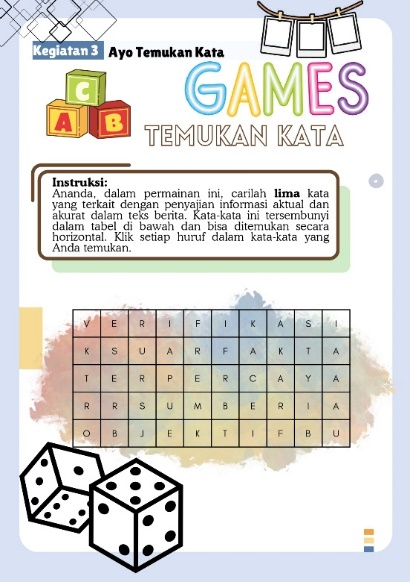 Kegiatan 3 Ayo Temukan Kata
GAMES
C
A B
TEMUKAN KATA
Instruksi:
Ananda, dalam permainan ini, carilah lima kata
yang terkait dengan penyajian informasi aktual dan
akurat dalam teks berita. Kata-kata ini tersembunyi
dalam tabel di bawah dan bisa ditemukan secara
horizontal. Klik setiap huruf dalam kata-kata yang
Anda temukan.
V E R I F I K A S I
K S U A R F A K T A
T E R P E R C A Y A
R R S U M B E R I A
O B J E K T I F B U